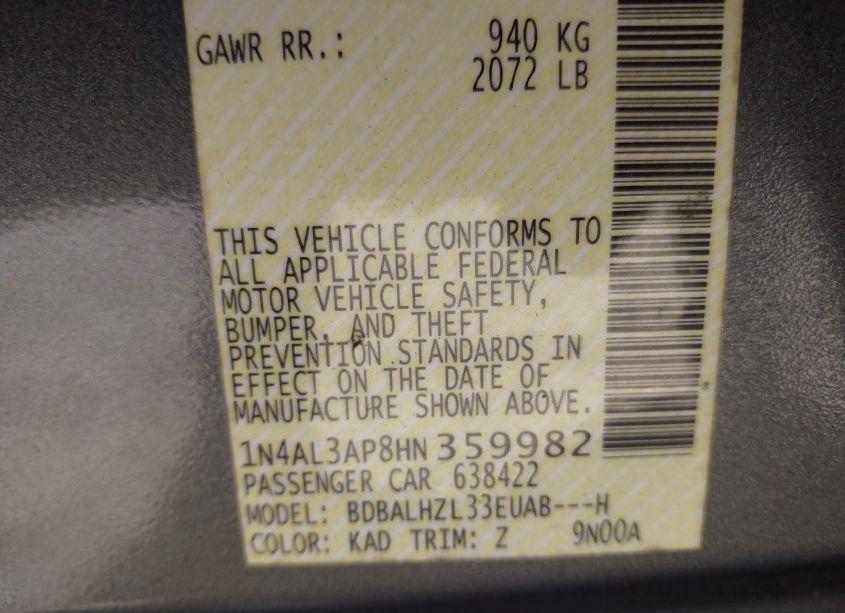 GAWR RR.: 940 KG
2072 LB
THIS VEHICLE CONFORMS TO
ALL APPLICABLE FEDERAL
MOTOR VEHICLE SAFETY,
BUMPER, AND THEFT
PREVENTION STANDARDS IN
EFFECT ON THE DATE OF
MANUFACTURE SHOWN ABOVE.
1N4AL3AP8HN359982
PASSENGER CAR 638422
MODEL: BDBALHZL33EUAB---H
COLOR: KAD TRIM: Z 9N00A